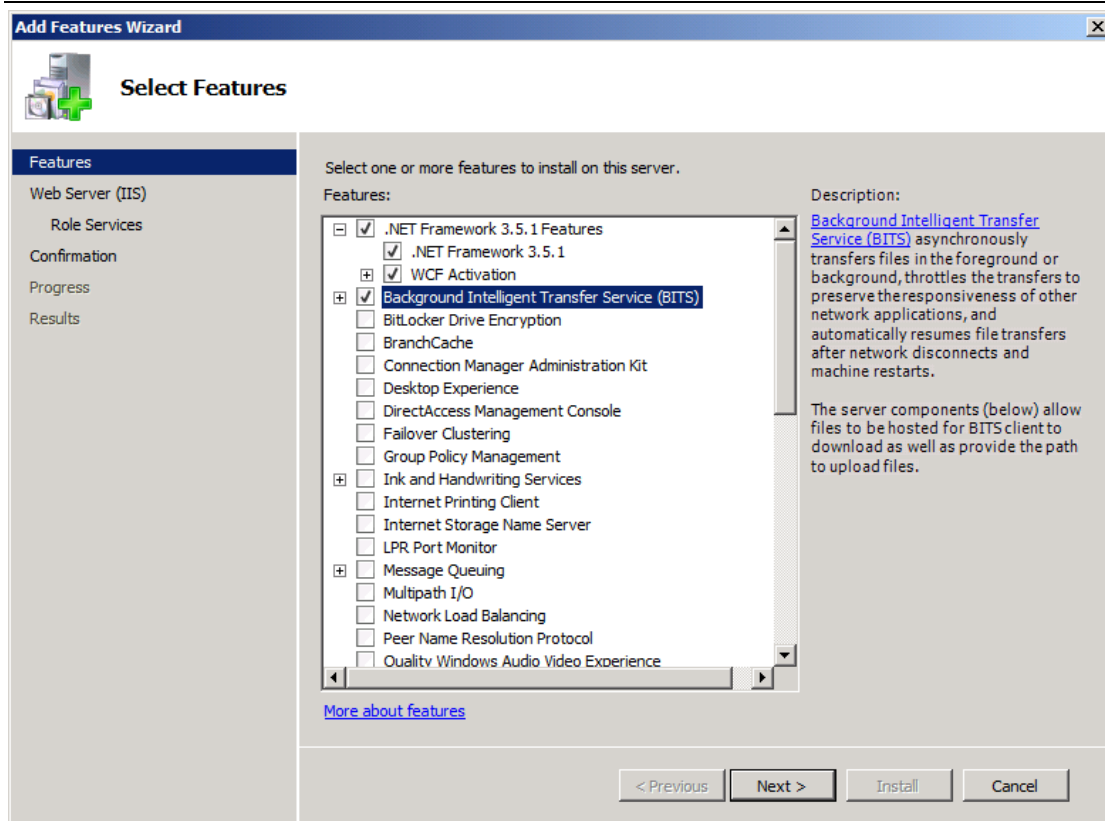 Add Features Wizard
Select Features
Features
Web Server (IIS)
Role Services
Confirmation
Progress
Results
Select one or more features to install on this server.
Features:
.NET Framework 3.5.1 Features
.NET Framework 3.5.1
WCF Activation
Background Intelligent Transfer Service (BITS)
BitLocker Drive Encryption
BranchCache
Connection Manager Administration Kit
Desktop Experience
DirectAccess Management Console
Failover Clustering
Group Policy Management
Ink and Handwriting Services
Internet Printing Client
Internet Storage Name Server
LPR Port Monitor
Message Queuing
Multipath I/O
Network Load Balancing
Peer Name Resolution Protocol
Quality Windows Audio Video Experience
More about features
Description:
Background Intelligent Transfer
Service (BITS) asynchronously
transfers files in the foreground or
background, throttles the transfers to
preserve the responsiveness of other
network applications, and
automatically resumes file transfers
after network disconnects and
machine restarts.
The server components (below) allow
files to be hosted for BITS client to
download as well as provide the path
to upload files.
< Previous Next > Install Cancel